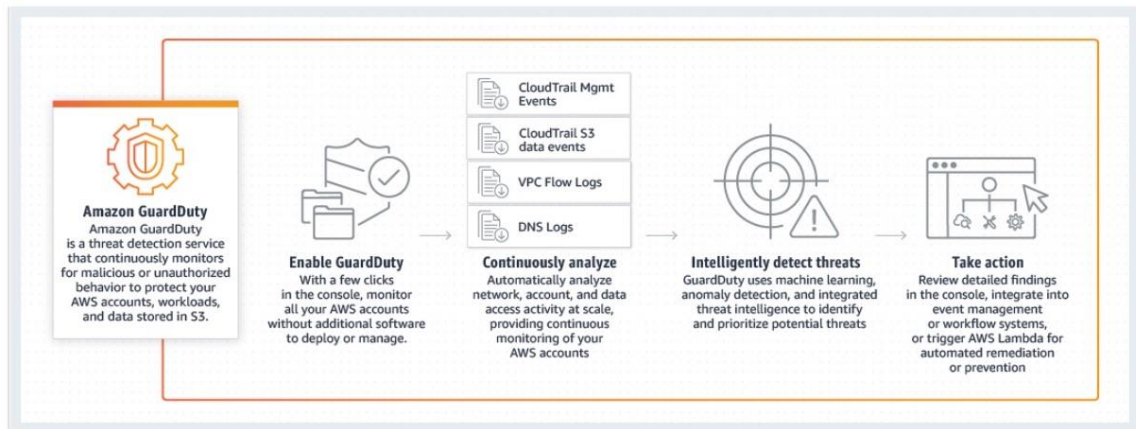 Amazon GuardDuty
Amazon GuardDuty
is a threat detection service
that continuously monitors
for malicious or unauthorized
behavior to protect your
AWS accounts, workloads,
and data stored in S3.
Enable GuardDuty
With a few clicks
in the console, monitor
all your AWS accounts
without additional software
to deploy or manage.
CloudTrail Mgmt
Events
CloudTrail S3
data events
VPC Flow Logs
DNS Logs
Continuously analyze
Automatically analyze
network, account, and data
access activity at scale,
providing continuous
monitoring of your
AWS accounts
Intelligently detect threats
GuardDuty uses machine learning,
anomaly detection, and integrated
threat intelligence to identify
and prioritize potential threats
Take action
Review detailed findings
in the console, integrate into
event management
or workflow systems,
or trigger AWS Lambda for
automated remediation
or prevention